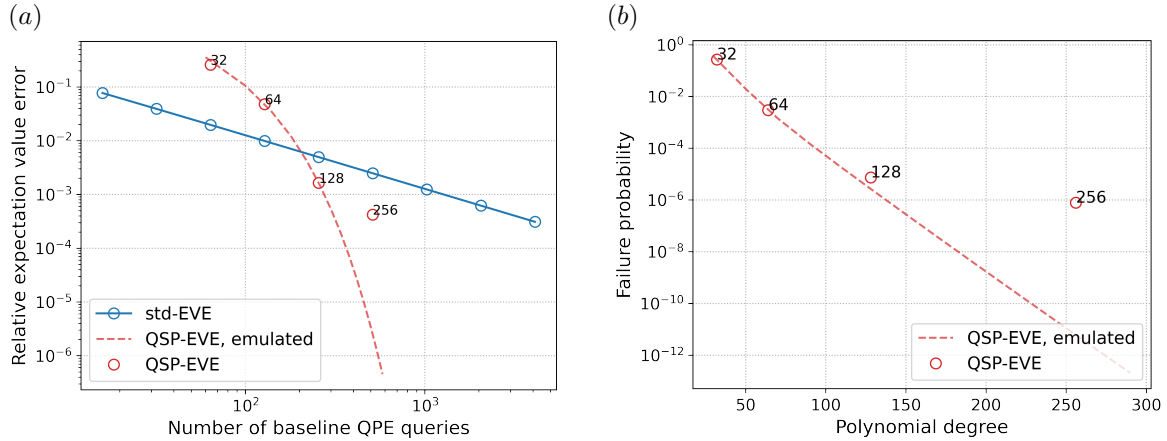 (a)
Relative expectation value error
10^{-1}
10^{-2}
10^{-3}
10^{-4}
10^{-5}
10^{-6}
32
64
128
256
std-EVE
QSP-EVE, emulated
QSP-EVE
10^{2}
10^{3}
Number of baseline QPE queries
(b)
Failure probability
10^{0}
10^{-2}
10^{-4}
10^{-6}
10^{-8}
10^{-10}
10^{-12}
32
64
128
256
QSP-EVE, emulated
QSP-EVE
50
100
150
200
250
300
Polynomial degree